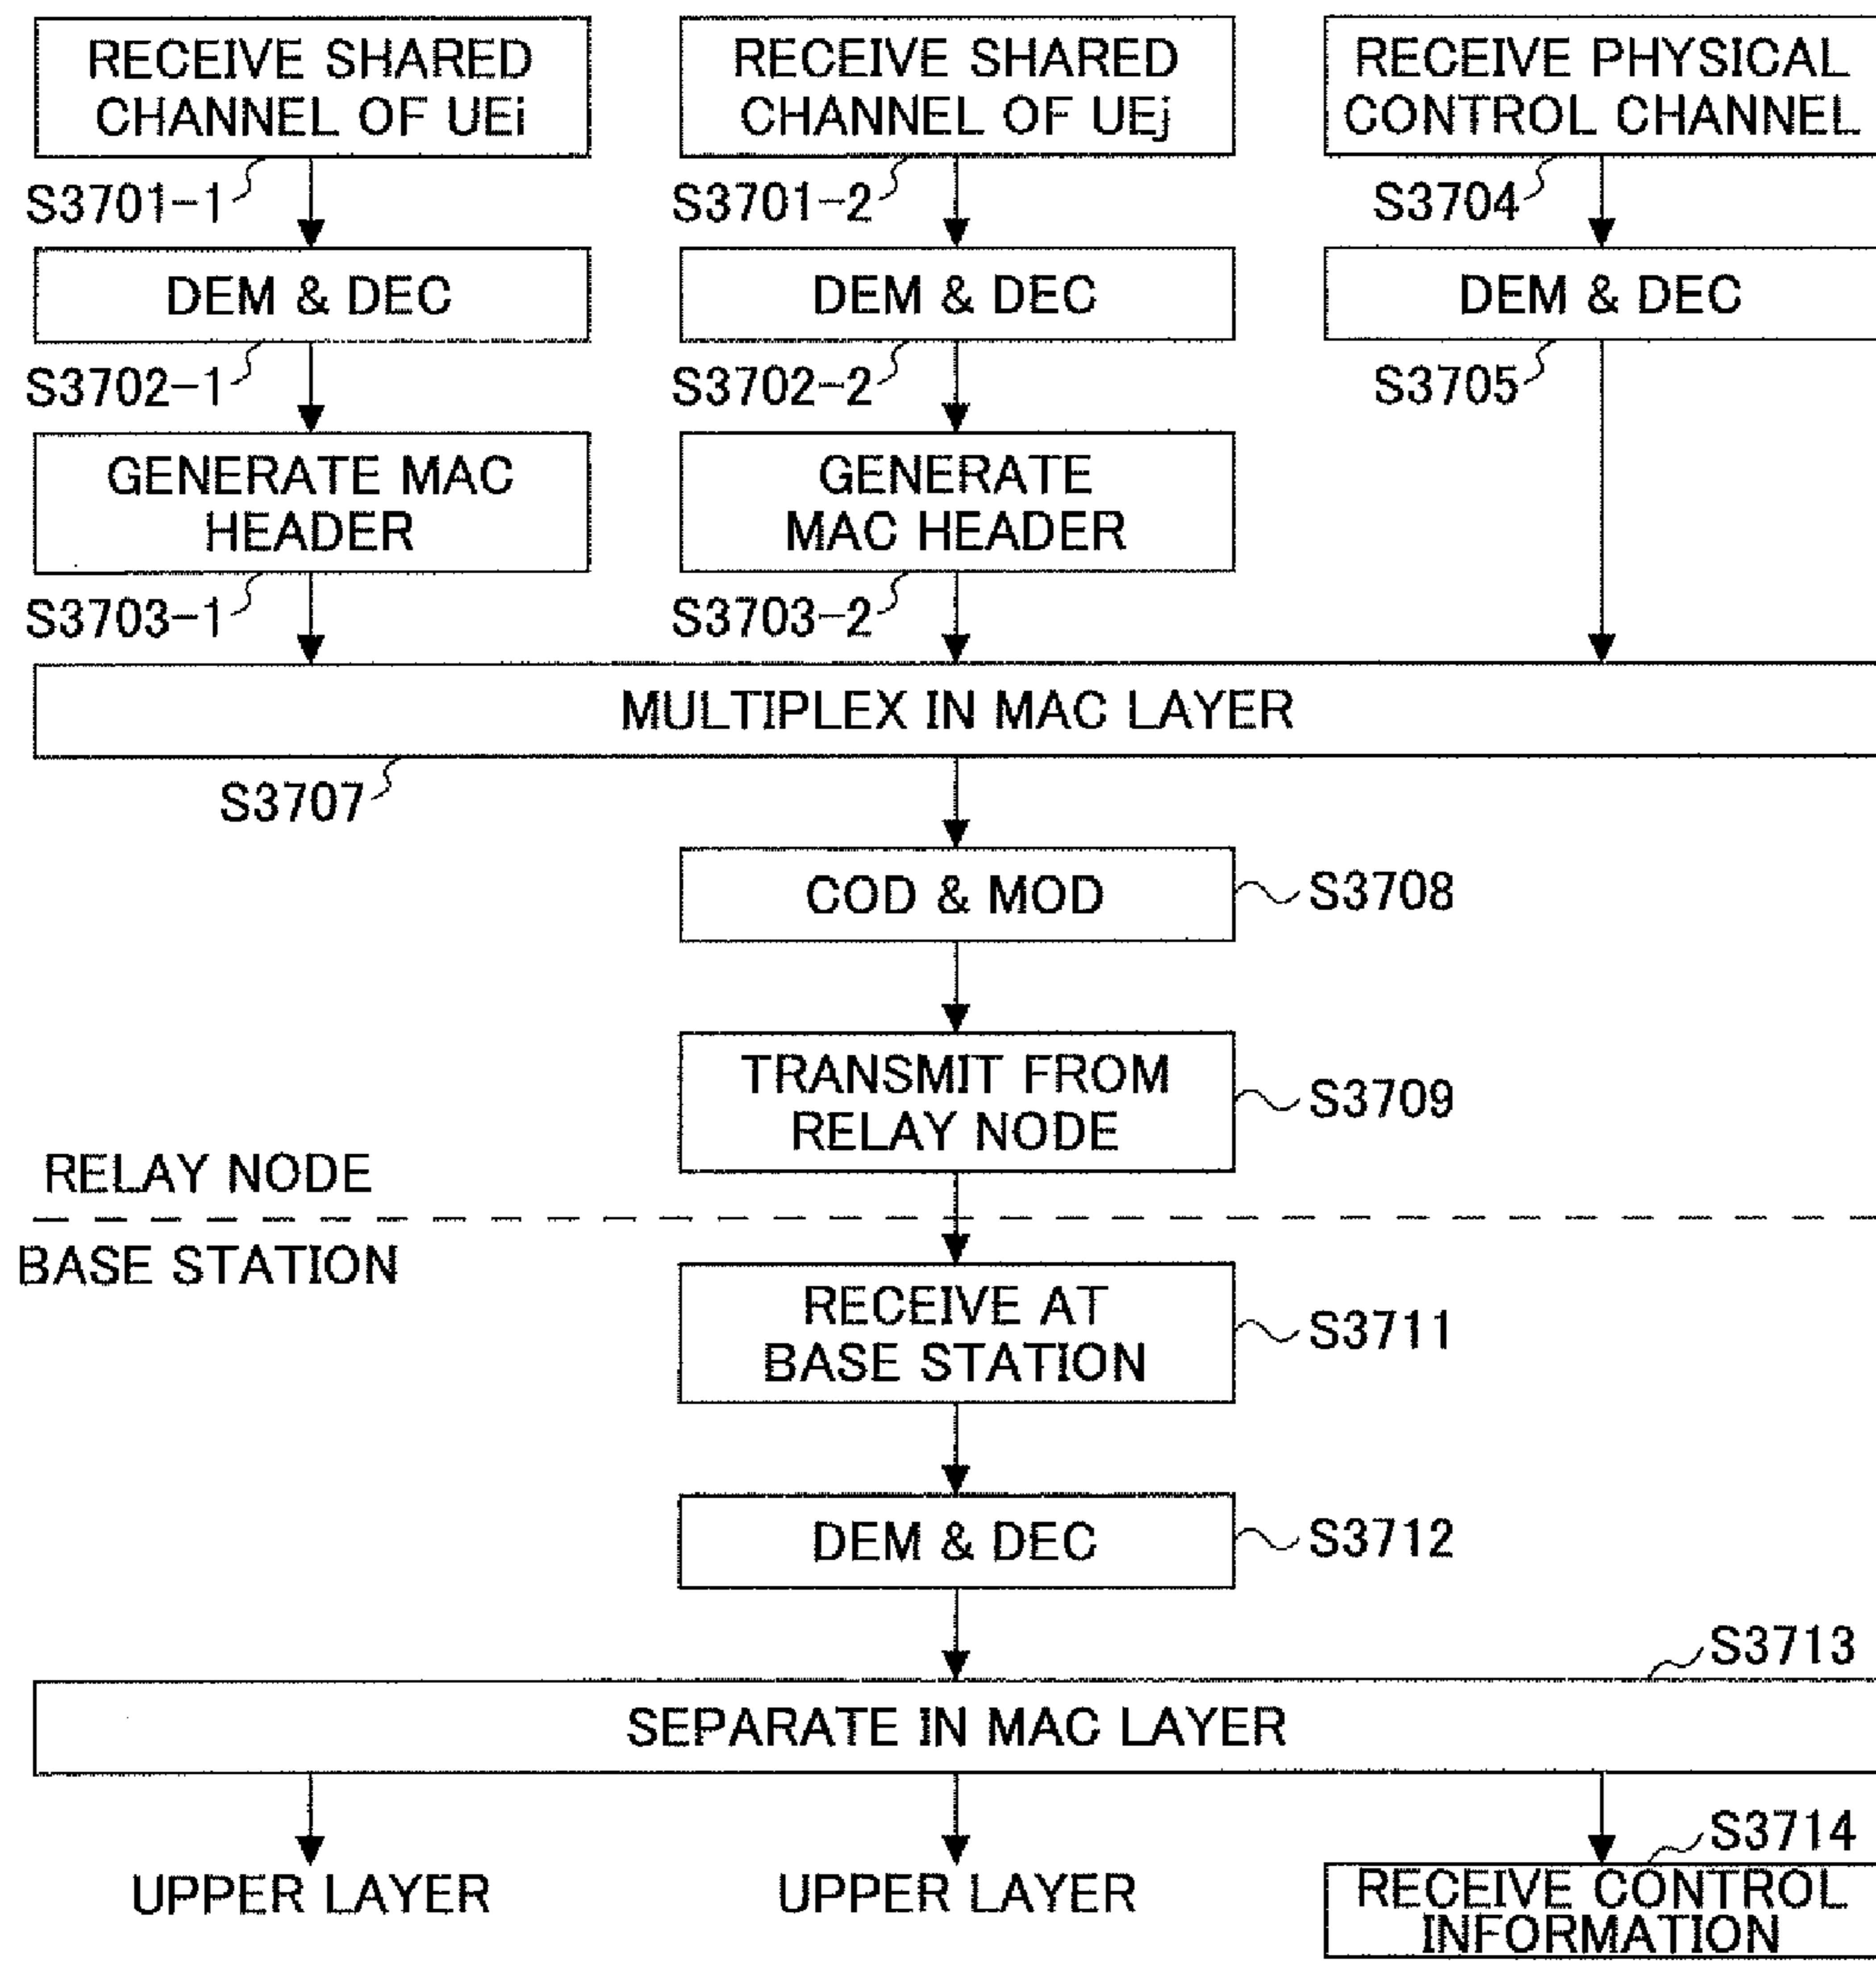 RECEIVE SHARED
CHANNEL OF UEi
RECEIVE SHARED
CHANNEL OF UEj
RECEIVE PHYSICAL
CONTROL CHANNEL
S3701-1
S3701-2
S3704
DEM & DEC
DEM & DEC
DEM & DEC
S3702-1
S3702-2
S3705
GENERATE MAC
HEADER
GENERATE
MAC HEADER
S3703-1
S3703-2
MULTIPLEX IN MAC LAYER
S3707
COD & MOD
S3708
TRANSMIT FROM
RELAY NODE
S3709
RELAY NODE
BASE STATION
RECEIVE AT
BASE STATION
S3711
DEM & DEC
S3712
S3713
SEPARATE IN MAC LAYER
S3714
UPPER LAYER
UPPER LAYER
RECEIVE CONTROL
INFORMATION